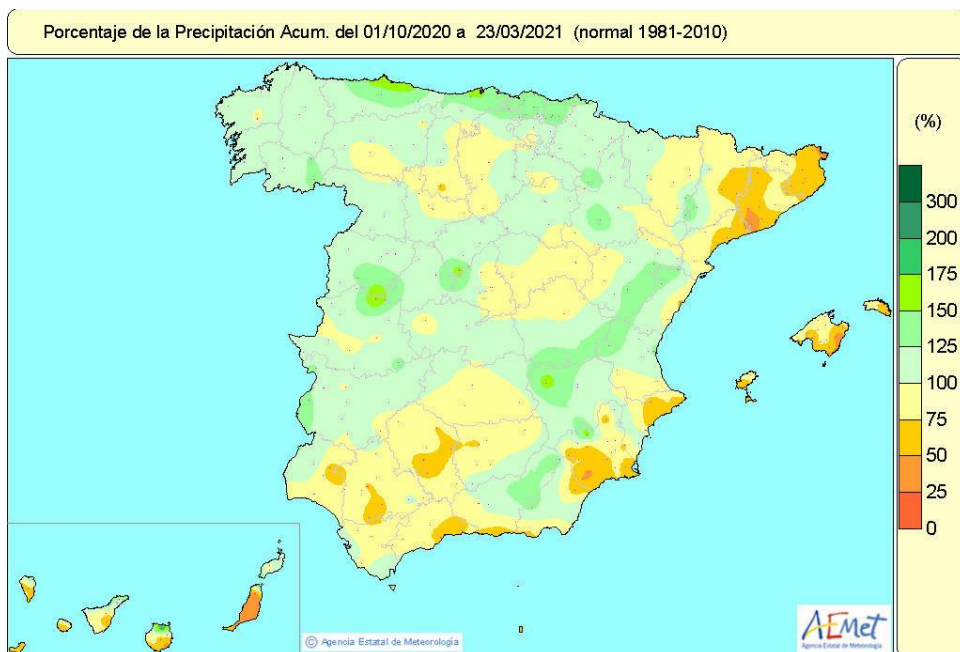 Porcentaje de la Precipitación Acum. del 01/10/2020 a 23/03/2021 (normal 1981-2010)
(%)
300
200
175
150
125
100
75
50
25
0
© Agencia Estatal de Meteorología
AEMet
Agencia Estatal de Meteorología